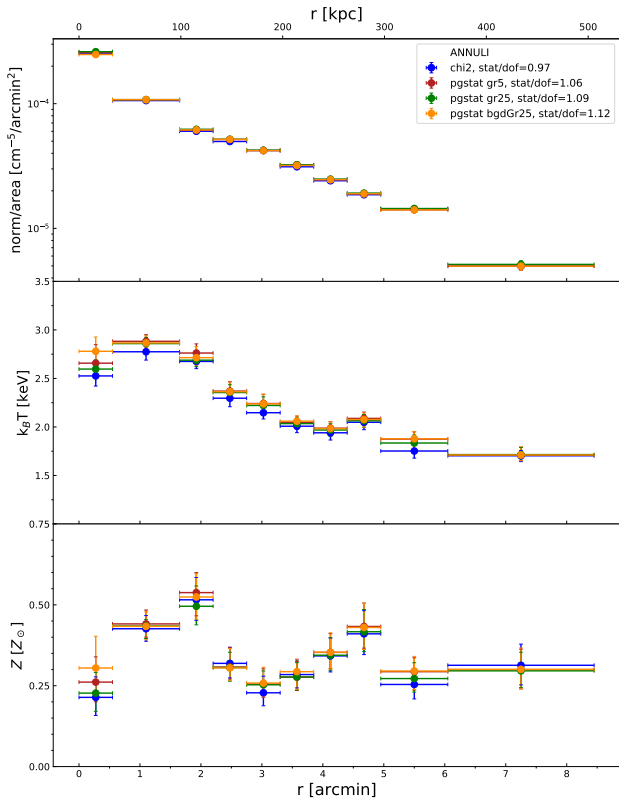 r [kpc]
0 100 200 300 400 500
norm/area [cm⁻⁵/arcmin²]
10⁻⁴
10⁻⁵
ANNULI
chi2, stat/dof=0.97
pgstat gr5, stat/dof=1.06
pgstat gr25, stat/dof=1.09
pgstat bgdGr25, stat/dof=1.12
k_BT [keV]
3.5
3.0
2.5
2.0
1.5
Z [Z⊙]
0.75
0.50
0.25
0.00
0 1 2 3 4 5 6 7 8
r [arcmin]